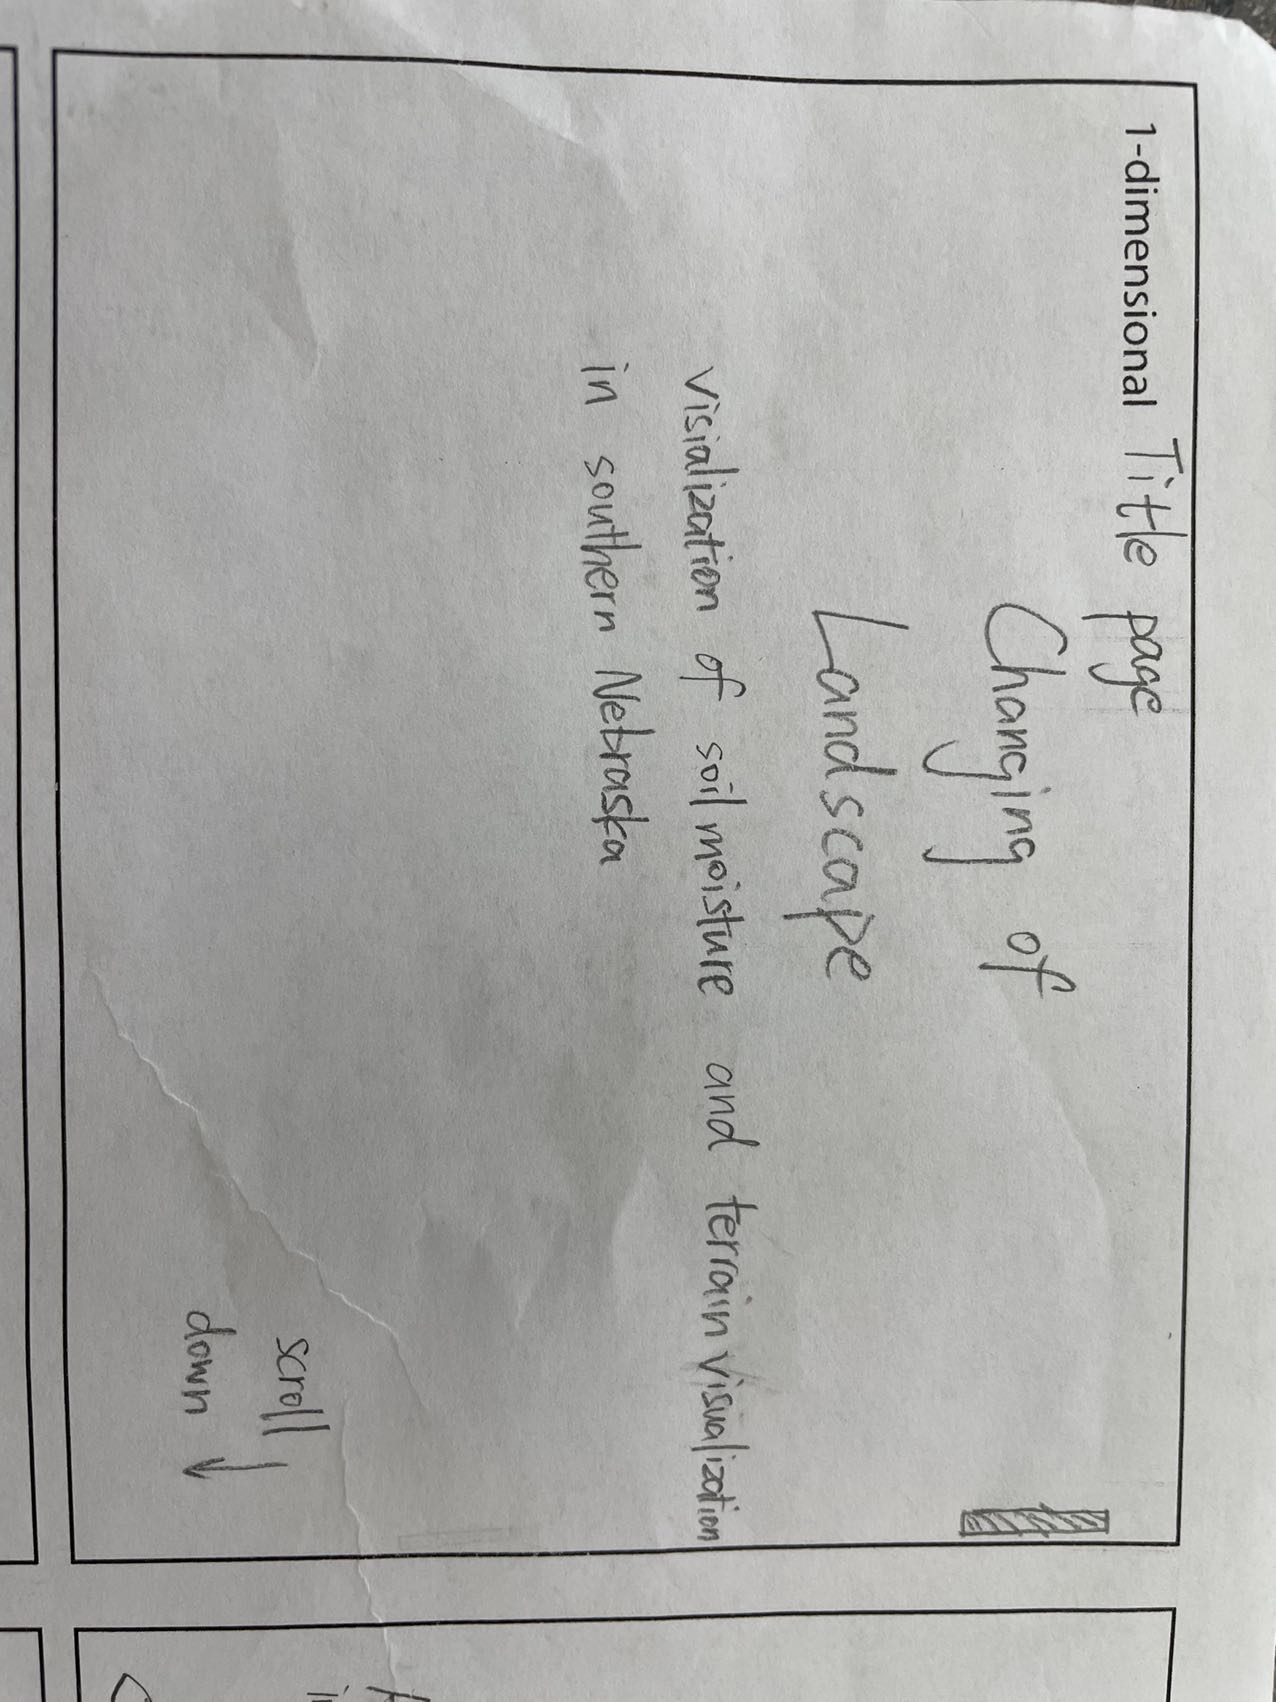 1-dimensional Title page
Changing of
Landscape
visialization of soil moisture and terrain visualization
in southern Nebraska
scroll
down